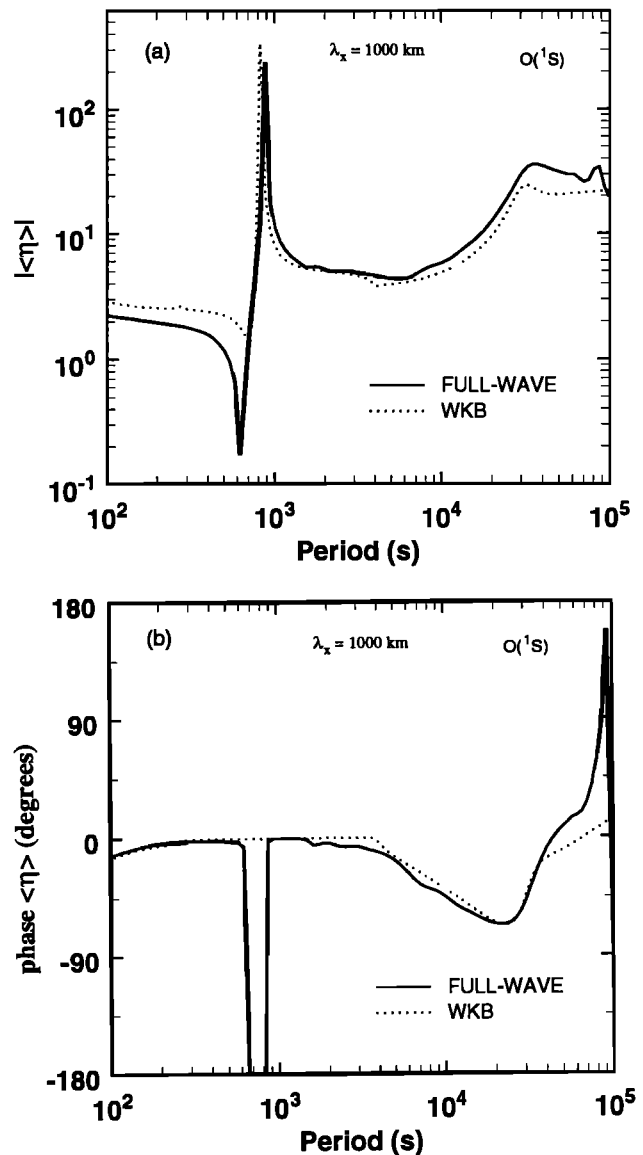 (a)
λx = 1000 km
O(¹S)
|<η>|
10²
10¹
10⁰
10⁻¹
FULL-WAVE
WKB
10²
10³
10⁴
10⁵
Period (s)
(b)
λx = 1000 km
O(¹S)
phase <η> (degrees)
180
90
0
-90
-180
FULL-WAVE
WKB
10²
10³
10⁴
10⁵
Period (s)